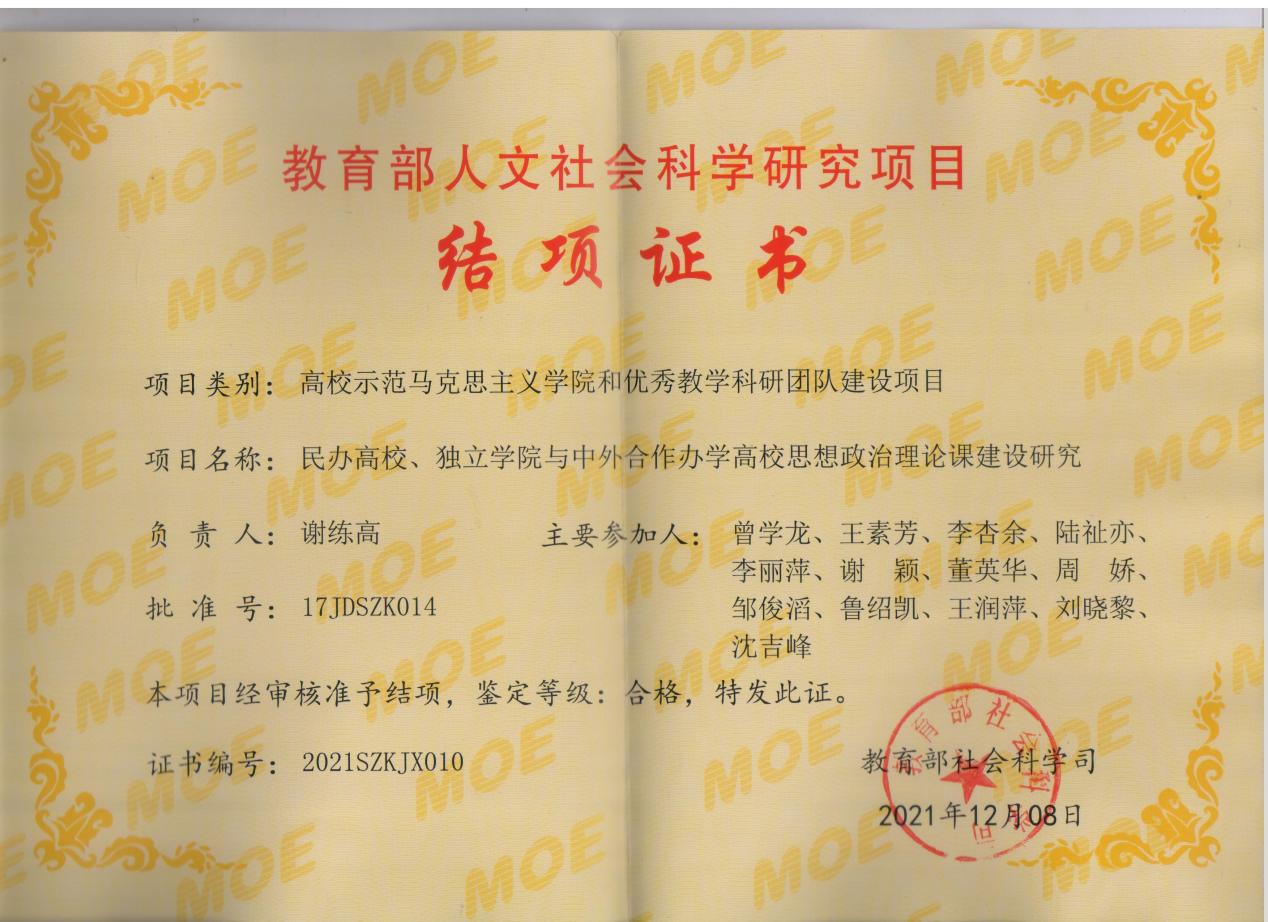 教育部人文社会科学研究项目
结项证书
项目类别：高校示范马克思主义学院和优秀教学科研团队建设项目
项目名称：民办高校、独立学院与中外合作办学高校思想政治理论课建设研究
负责人：谢练高 主要参加人：曾学龙、王素芳、李杏余、陆祉亦、
李丽萍、谢　颖、董英华、周　娇、
批准号：17JDSZK014 邹俊滔、鲁绍凯、王润萍、刘晓黎、
沈吉峰
本项目经审核准予结项，鉴定等级：合格，特发此证。
证书编号：2021SZKJX010 教育部社会科学司
2021年12月08日
教育部社会科学司
MOE